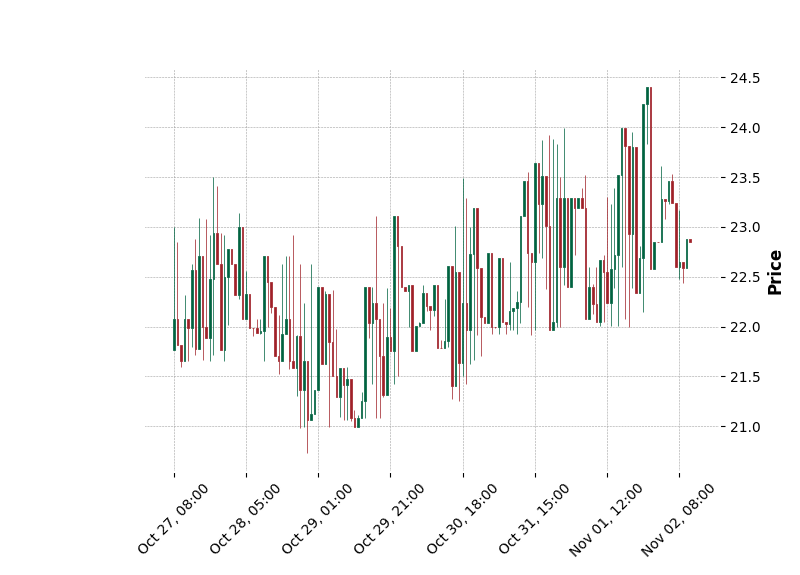 24.5
24.0
23.5
23.0
22.5
22.0
21.5
21.0
Price
Oct 27, 08:00
Oct 28, 05:00
Oct 29, 01:00
Oct 29, 21:00
Oct 30, 18:00
Oct 31, 15:00
Nov 01, 12:00
Nov 02, 08:00